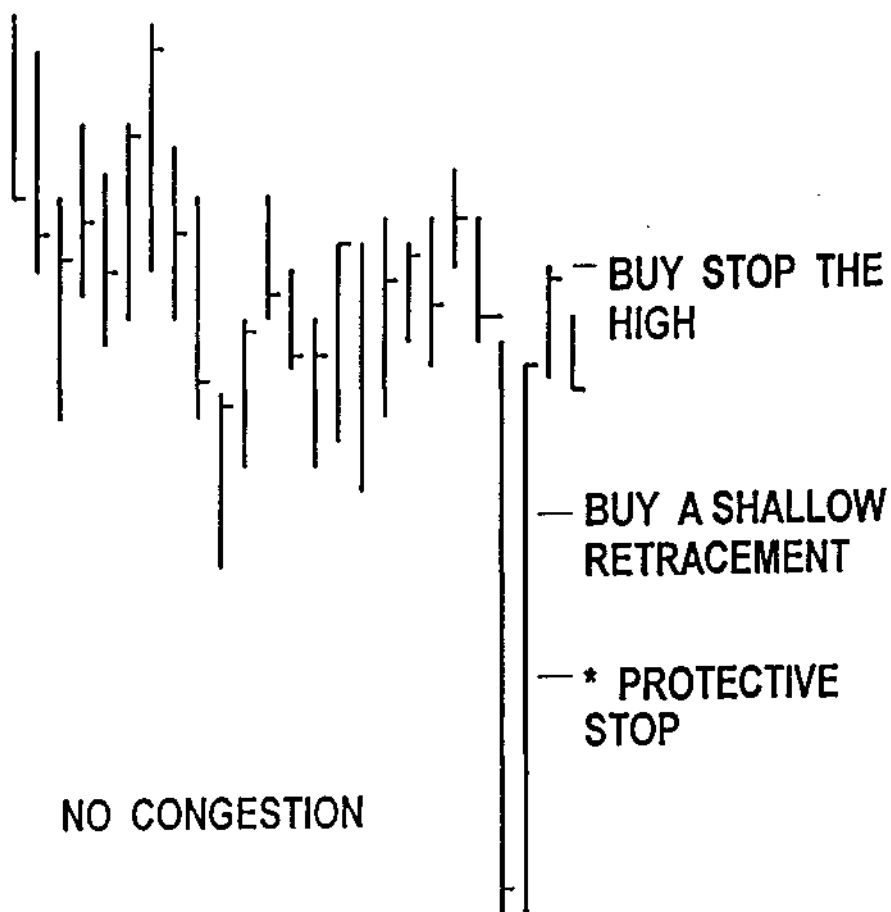 BUY STOP THE
HIGH
BUY A SHALLOW
RETRACEMENT
* PROTECTIVE
STOP
NO CONGESTION